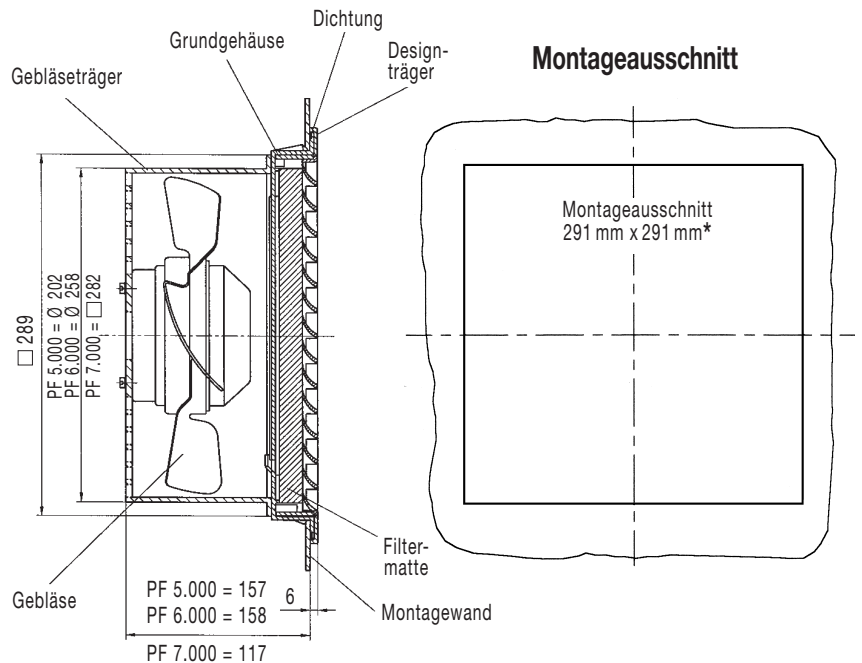 Dichtung
Grundgehäuse
Design-
träger
Gebläseträger
Montageausschnitt
Montageausschnitt
291 mm x 291 mm*
□ 289
PF 5.000 = Ø 202
PF 6.000 = Ø 258
PF 7.000 = □ 282
Filter-
matte
Gebläse
PF 5.000 = 157
PF 6.000 = 158
6
Montagewand
PF 7.000 = 117